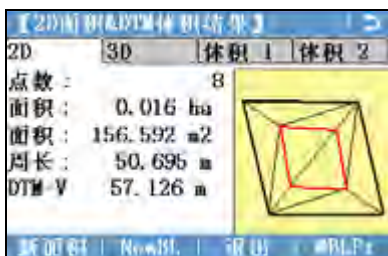 【2D面积&DTM体积结果】
2D 3D 体积 1 体积 2
点数: 8
面积: 0.016 ha
面积: 156.592 m2
周长: 50.695 m
DTM-V 57.126 m
新面积 NewBL. 退出 #BLPs